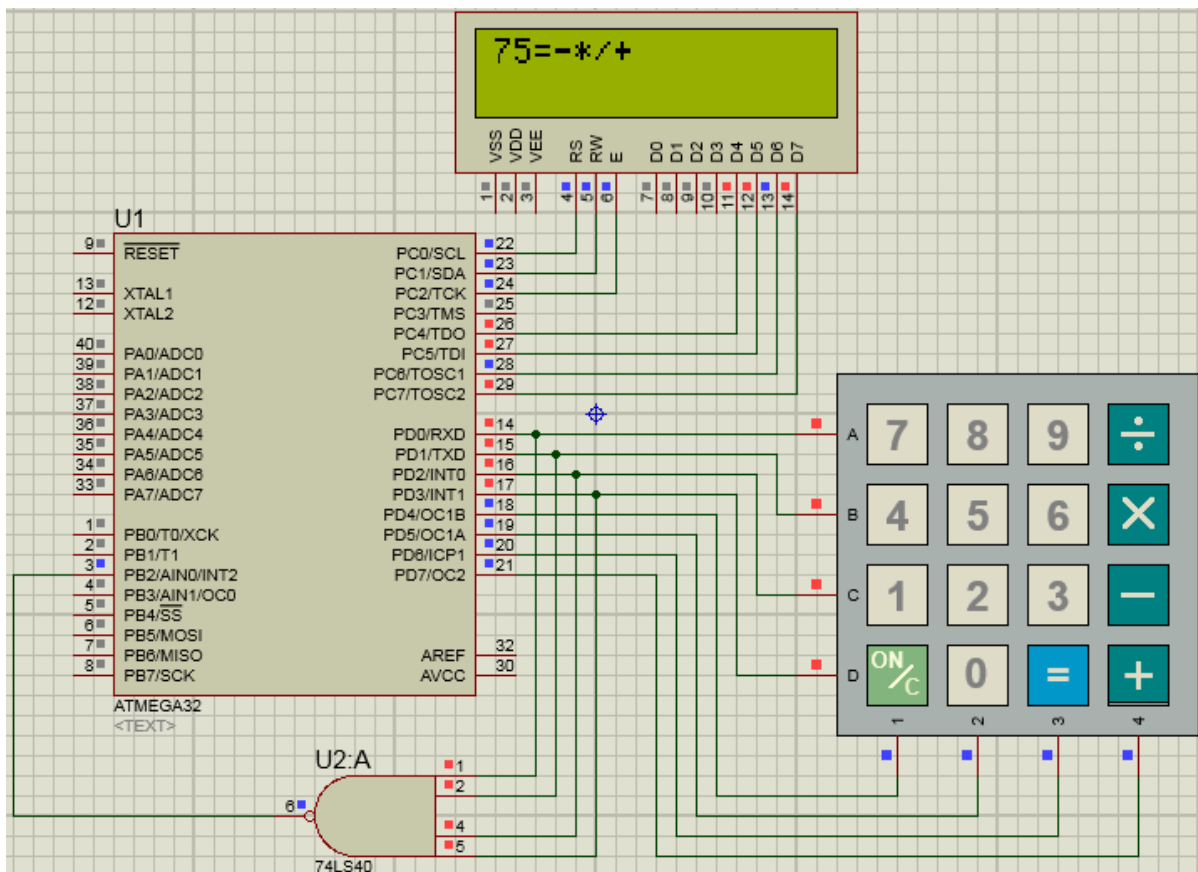 75=-*/+
VSS
VDD
VEE
RS
RW
E
D0
D1
D2
D3
D4
D5
D6
D7
1
2
3
4
5
6
7
8
9
10
11
12
13
14
U1
9 RESET
13 XTAL1
12 XTAL2
40 PA0/ADC0
39 PA1/ADC1
38 PA2/ADC2
37 PA3/ADC3
36 PA4/ADC4
35 PA5/ADC5
34 PA6/ADC6
33 PA7/ADC7
1 PB0/T0/XCK
2 PB1/T1
3 PB2/AIN0/INT2
4 PB3/AIN1/OC0
5 PB4/SS
6 PB5/MOSI
7 PB6/MISO
8 PB7/SCK
PC0/SCL 22
PC1/SDA 23
PC2/TCK 24
PC3/TMS 25
PC4/TDO 26
PC5/TDI 27
PC6/TOSC1 28
PC7/TOSC2 29
PD0/RXD 14
PD1/TXD 15
PD2/INT0 16
PD3/INT1 17
PD4/OC1B 18
PD5/OC1A 19
PD6/ICP1 20
PD7/OC2 21
AREF 32
AVCC 30
ATMEGA32
<TEXT>
A 7 8 9 ÷
B 4 5 6 ×
C 1 2 3 −
D ON/C 0 = +
1 2 3 4
U2:A
1
2
4
5
6
74LS40